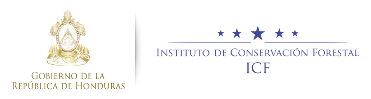 GOBIERNO DE LA
REPÚBLICA DE HONDURAS
INSTITUTO DE CONSERVACIÓN FORESTAL
ICF